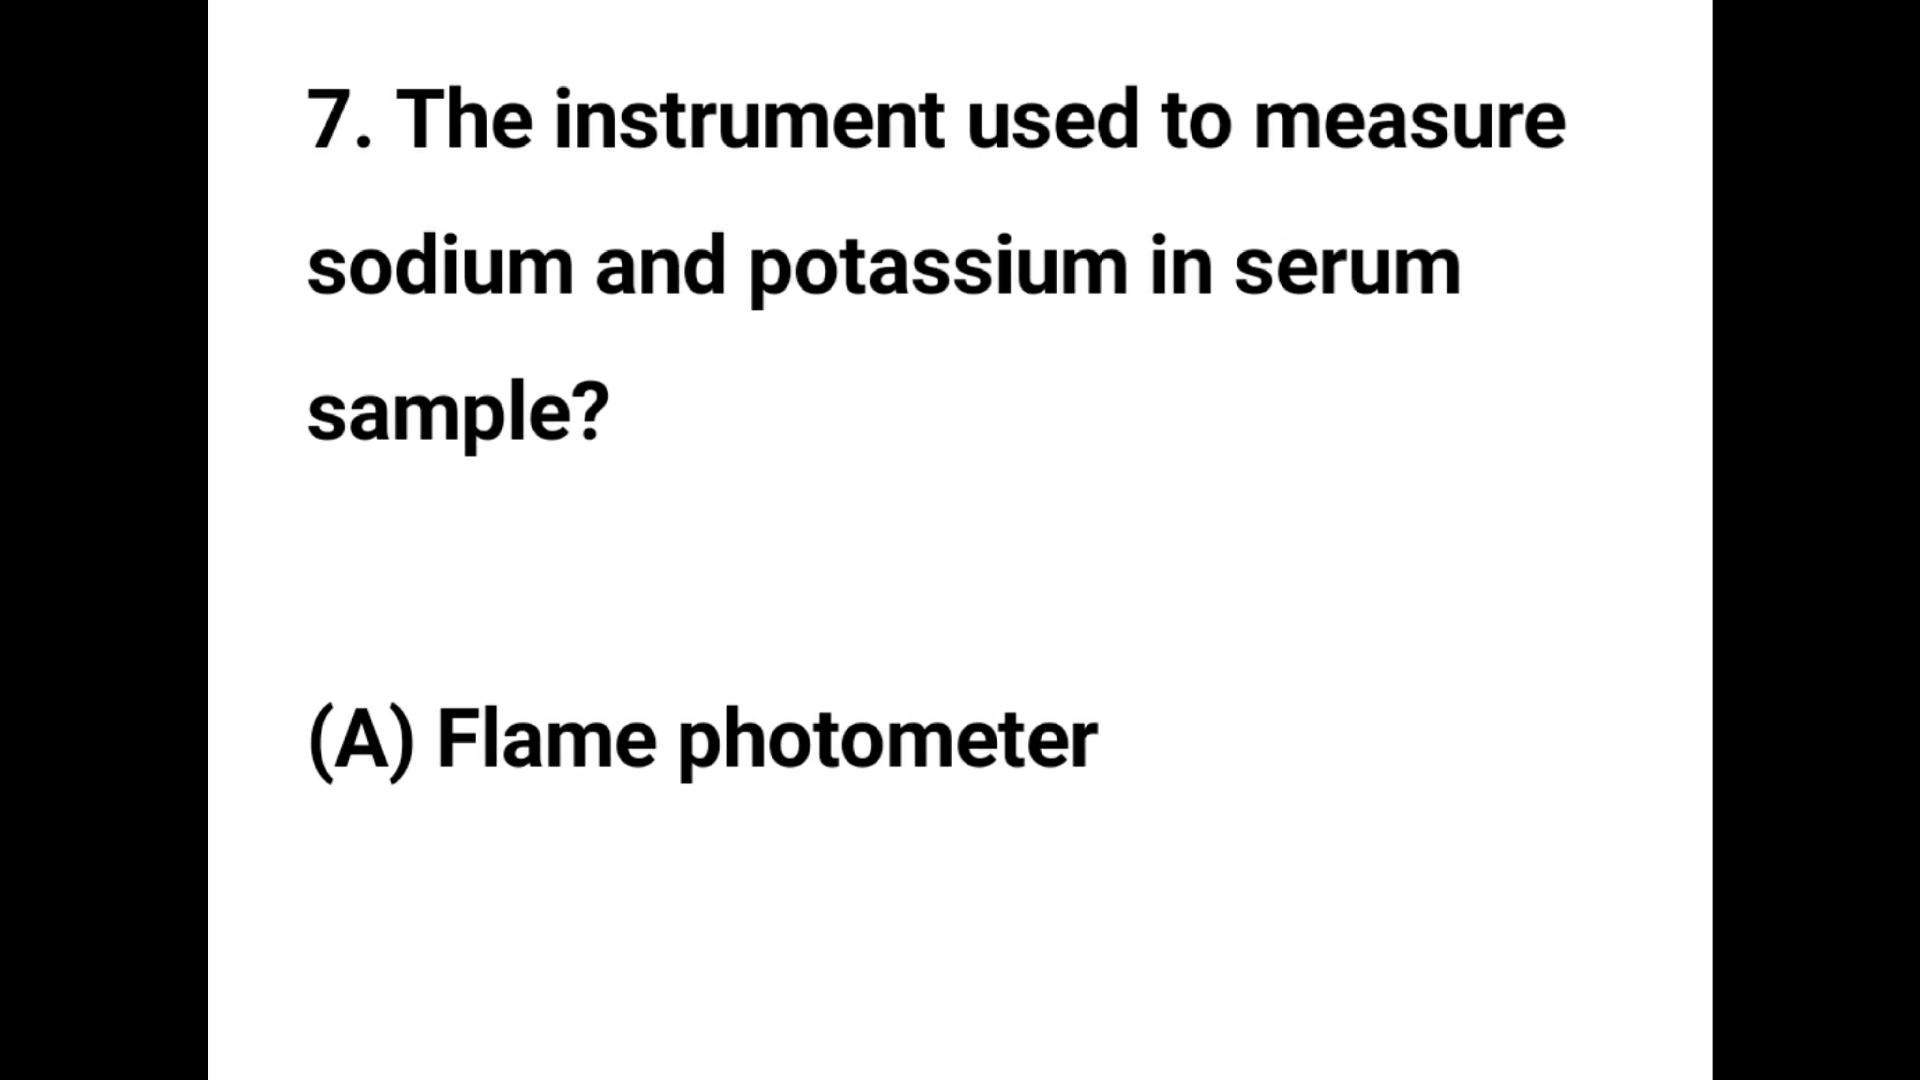 7. The instrument used to measure
sodium and potassium in serum
sample?
(A) Flame photometer